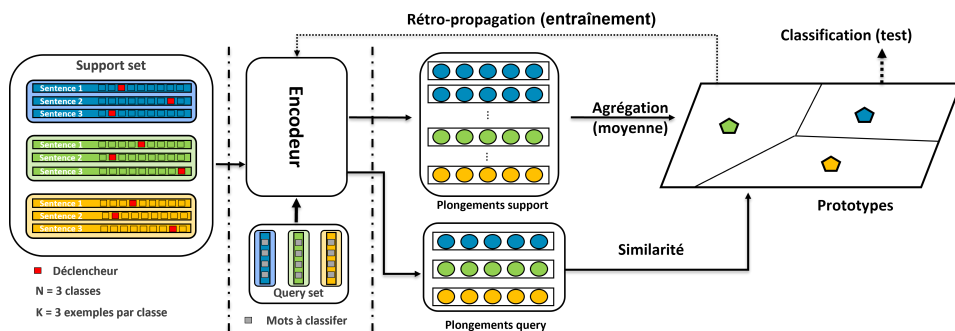 Rétro-propagation (entraînement)
Classification (test)
Support set
Sentence 1
Sentence 2
Sentence 3
Sentence 1
Sentence 2
Sentence 3
Sentence 1
Sentence 2
Sentence 3
Déclencheur
N = 3 classes
K = 3 exemples par classe
Encodeur
Query set
Mots à classifer
Plongements support
Plongements query
Agrégation
(moyenne)
Similarité
Prototypes